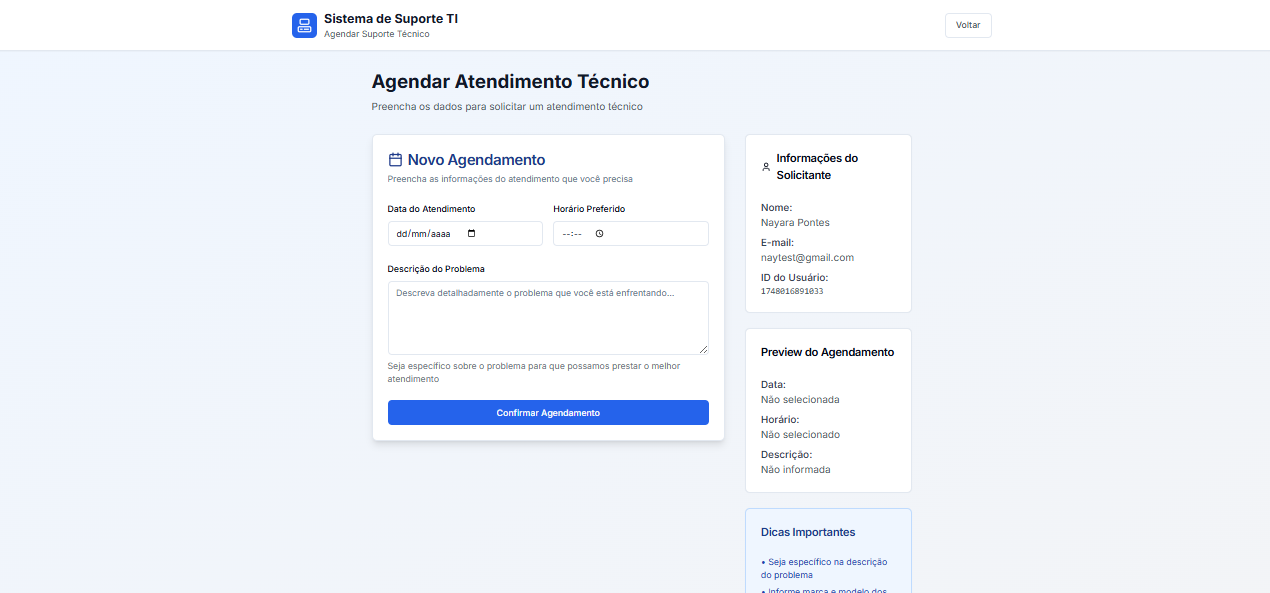 Sistema de Suporte TI
Agendar Suporte Técnico
Voltar
Agendar Atendimento Técnico
Preencha os dados para solicitar um atendimento técnico
Novo Agendamento
Preencha as informações do atendimento que você precisa
Data do Atendimento
Horário Preferido
dd/mm/aaaa
--:--
Descrição do Problema
Descreva detalhadamente o problema que você está enfrentando...
Seja específico sobre o problema para que possamos prestar o melhor
atendimento
Confirmar Agendamento
Informações do
Solicitante
Nome:
Nayara Pontes
E-mail:
naytest@gmail.com
ID do Usuário:
1748016891033
Preview do Agendamento
Data:
Não selecionada
Horário:
Não selecionado
Descrição:
Não informada
Dicas Importantes
• Seja específico na descrição
do problema
• Informe marca e modelo dos